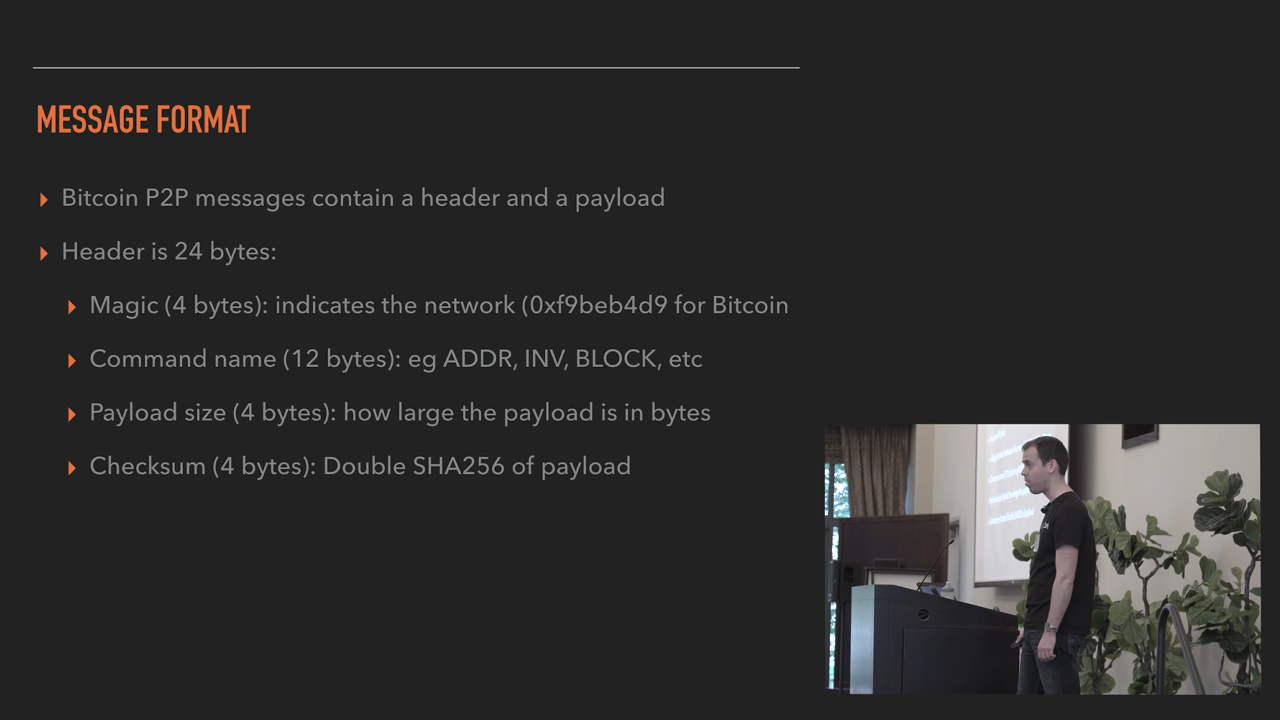 MESSAGE FORMAT
Bitcoin P2P messages contain a header and a payload
Header is 24 bytes:
Magic (4 bytes): indicates the network (0xf9beb4d9 for Bitcoin
Command name (12 bytes): eg ADDR, INV, BLOCK, etc
Payload size (4 bytes): how large the payload is in bytes
Checksum (4 bytes): Double SHA256 of payload